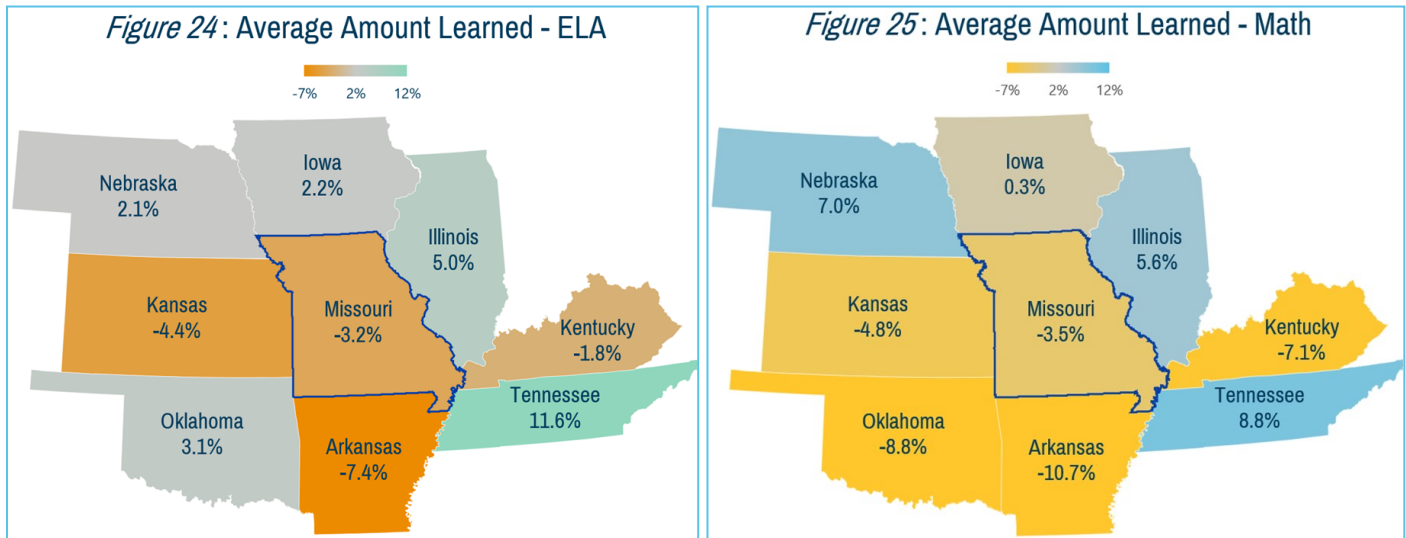 Figure 24: Average Amount Learned - ELA
-7% 2% 12%
Iowa
2.2%
Nebraska
2.1%
Illinois
5.0%
Kansas
-4.4%
Missouri
-3.2%
Kentucky
-1.8%
Tennessee
11.6%
Oklahoma
3.1%
Arkansas
-7.4%
Figure 25: Average Amount Learned - Math
-7% 2% 12%
Iowa
0.3%
Nebraska
7.0%
Illinois
5.6%
Kansas
-4.8%
Missouri
-3.5%
Kentucky
-7.1%
Tennessee
8.8%
Oklahoma
-8.8%
Arkansas
-10.7%